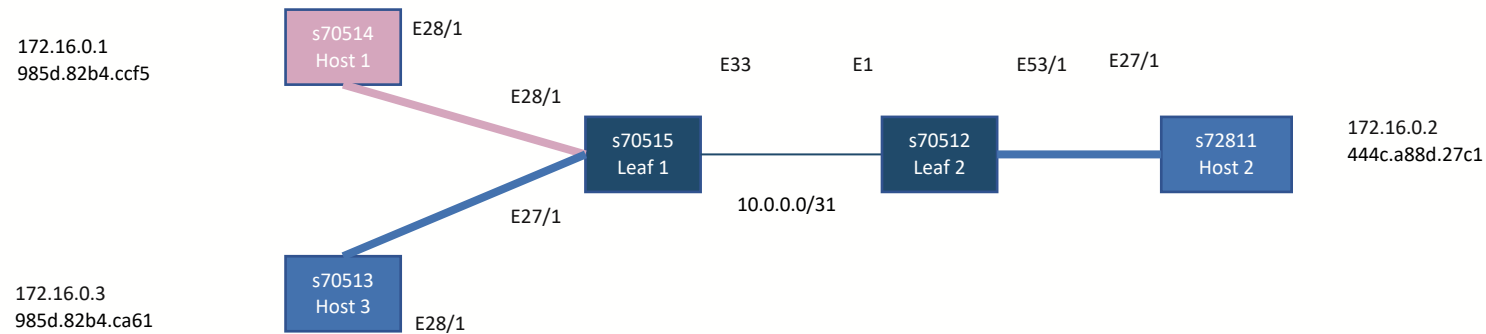 172.16.0.1
985d.82b4.ccf5
s70514
Host 1
E28/1
E28/1
E33
E1
E53/1
E27/1
s70515
Leaf 1
s70512
Leaf 2
s72811
Host 2
172.16.0.2
444c.a88d.27c1
10.0.0.0/31
E27/1
172.16.0.3
985d.82b4.ca61
s70513
Host 3
E28/1